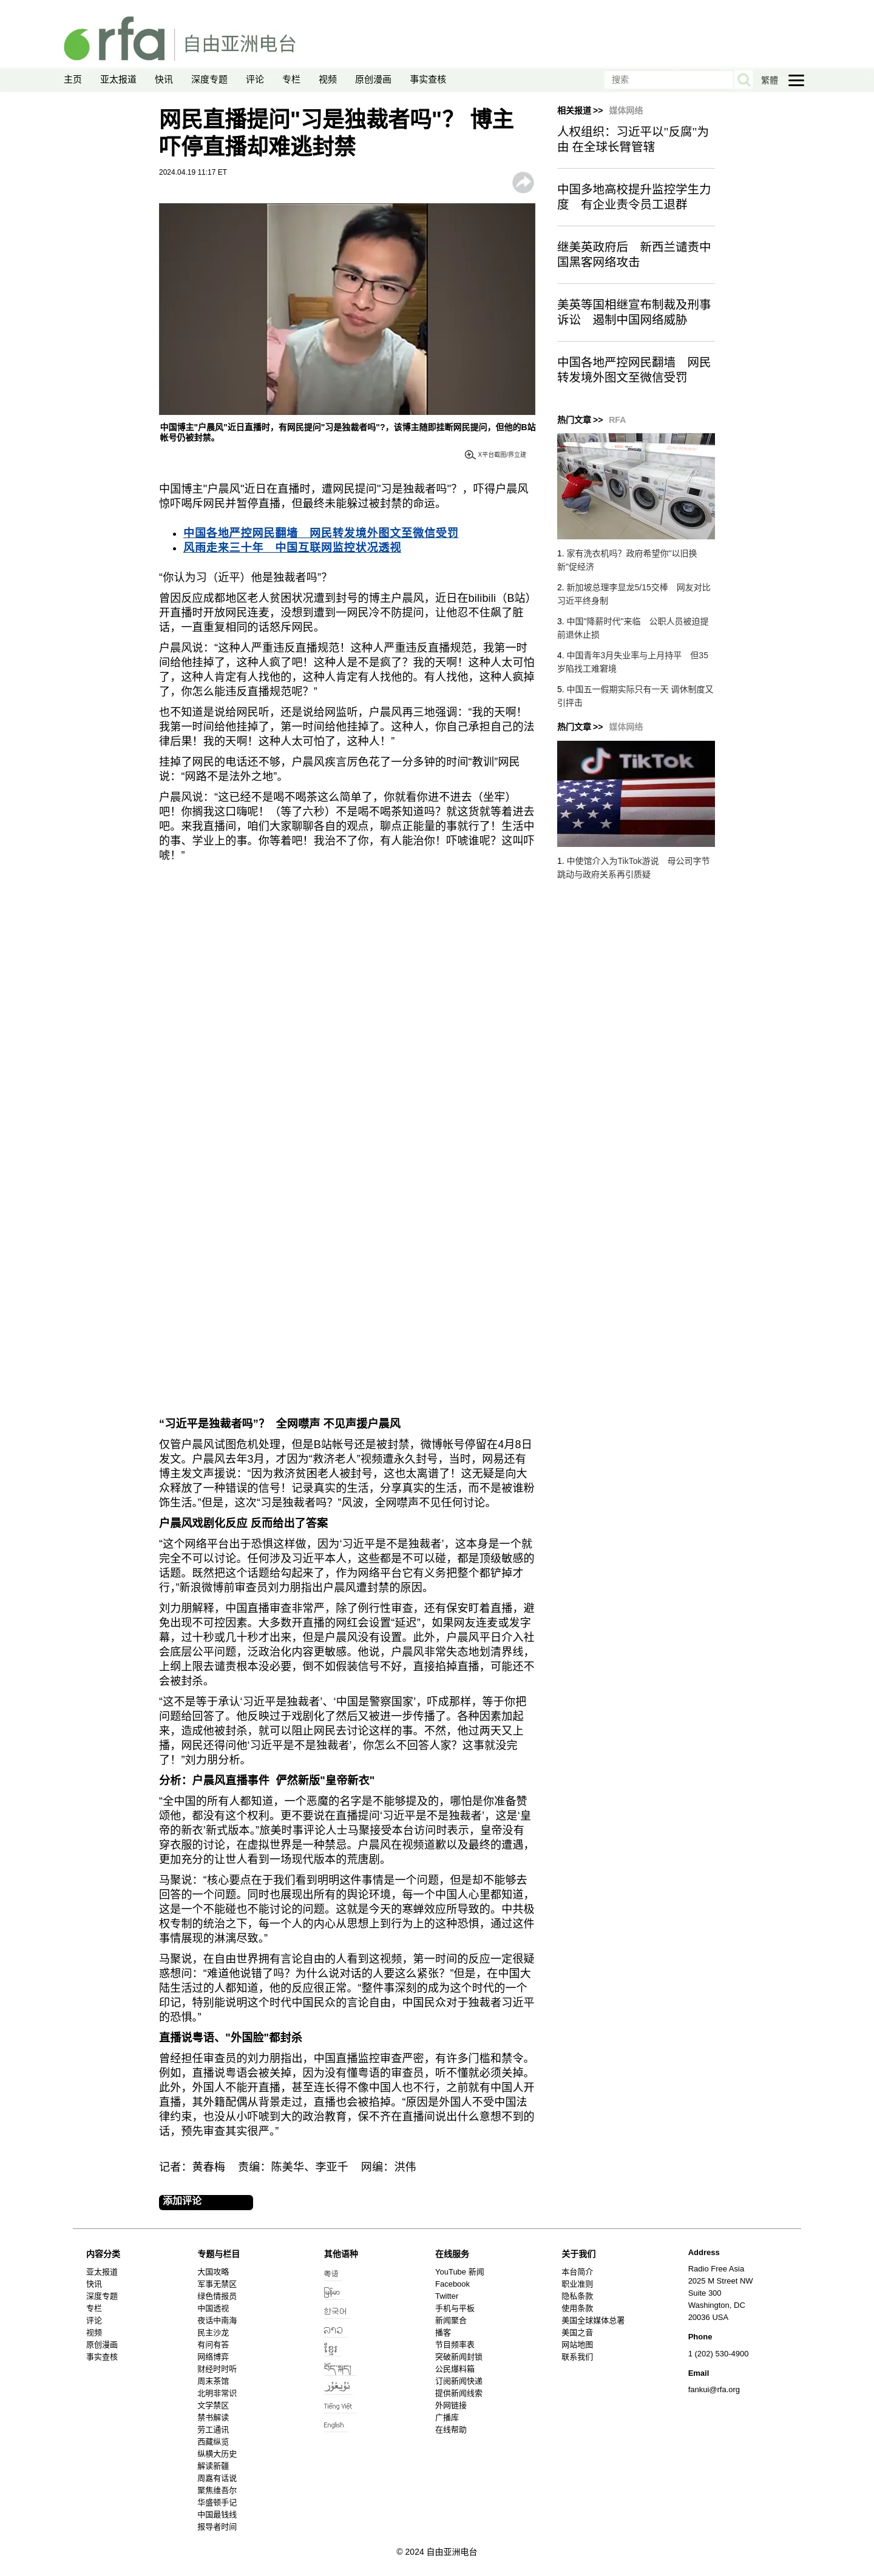 rfa 自由亚洲电台
主页 亚太报道 快讯 深度专题 评论 专栏 视频 原创漫画 事实查核 搜索 繁體
网民直播提问"习是独裁者吗"? 博主
吓停直播却难逃封禁
2024.04.19 11:17 ET
中国博主"户晨风"近日直播时，有网民提问"习是独裁者吗"?，该博主随即挂断网民提问，但他的B站
帐号仍被封禁。
X平台截图/界立建
中国博主"户晨风"近日在直播时，遭网民提问"习是独裁者吗"？，吓得户晨风
惊吓喝斥网民并暂停直播，但最终未能躲过被封禁的命运。
中国各地严控网民翻墙　网民转发境外图文至微信受罚
风雨走来三十年　中国互联网监控状况透视
“你认为习（近平）他是独裁者吗”？
曾因反应成都地区老人贫困状况遭到封号的博主户晨风，近日在bilibili（B站）
开直播时开放网民连麦，没想到遭到一网民冷不防提问，让他忍不住飙了脏
话，一直重复相同的话怒斥网民。
户晨风说：“这种人严重违反直播规范！这种人严重违反直播规范，我第一时
间给他挂掉了，这种人疯了吧！这种人是不是疯了？我的天啊！这种人太可怕
了，这种人肯定有人找他的，这种人肯定有人找他的。有人找他，这种人疯掉
了，你怎么能违反直播规范呢？”
也不知道是说给网民听，还是说给网监听，户晨风再三地强调：“我的天啊！
我第一时间给他挂掉了，第一时间给他挂掉了。这种人，你自己承担自己的法
律后果！我的天啊！这种人太可怕了，这种人！”
挂掉了网民的电话还不够，户晨风疾言厉色花了一分多钟的时间“教训”网民
说：“网路不是法外之地”。
户晨风说：“这已经不是喝不喝茶这么简单了，你就看你进不进去（坐牢）
吧！你搁我这口嗨呢！（等了六秒）不是喝不喝茶知道吗？就这货就等着进去
吧。来我直播间，咱们大家聊聊各自的观点，聊点正能量的事就行了！生活中
的事、学业上的事。你等着吧！我治不了你，有人能治你！吓唬谁呢？这叫吓
唬！”
“习近平是独裁者吗”？ 全网噤声 不见声援户晨风
仅管户晨风试图危机处理，但是B站帐号还是被封禁，微博帐号停留在4月8日
发文。户晨风去年3月，才因为“救济老人”视频遭永久封号，当时，网易还有
博主发文声援说：“因为救济贫困老人被封号，这也太离谱了！这无疑是向大
众释放了一种错误的信号！记录真实的生活，分享真实的生活，而不是被谁粉
饰生活。”但是，这次“习是独裁者吗？”风波，全网噤声不见任何讨论。
户晨风戏剧化反应 反而给出了答案
“这个网络平台出于恐惧这样做，因为‘习近平是不是独裁者’，这本身是一个就
完全不可以讨论。任何涉及习近平本人，这些都是不可以碰，都是顶级敏感的
话题。既然把这个话题给勾起来了，作为网络平台它有义务把整个都铲掉才
行，”新浪微博前审查员刘力朋指出户晨风遭封禁的原因。
刘力朋解释，中国直播审查非常严，除了例行性审查，还有保安盯着直播，避
免出现不可控因素。大多数开直播的网红会设置“延迟”，如果网友连麦或发字
幕，过十秒或几十秒才出来，但是户晨风没有设置。此外，户晨风平日介入社
会底层公平问题，泛政治化内容更敏感。他说，户晨风非常失态地划清界线，
上纲上限去谴责根本没必要，倒不如假装信号不好，直接掐掉直播，可能还不
会被封杀。
“这不是等于承认‘习近平是独裁者’、‘中国是警察国家’，吓成那样，等于你把
问题给回答了。他反映过于戏剧化了然后又被进一步传播了。各种因素加起
来，造成他被封杀，就可以阻止网民去讨论这样的事。不然，他过两天又上
播，网民还得问他‘习近平是不是独裁者’，你怎么不回答人家？这事就没完
了！”刘力朋分析。
分析：户晨风直播事件 俨然新版"皇帝新衣"
“全中国的所有人都知道，一个恶魔的名字是不能够提及的，哪怕是你准备赞
颂他，都没有这个权利。更不要说在直播提问‘习近平是不是独裁者’，这是‘皇
帝的新衣’新式版本。”旅美时事评论人士马聚接受本台访问时表示，皇帝没有
穿衣服的讨论，在虚拟世界是一种禁忌。户晨风在视频道歉以及最终的遭遇，
更加充分的让世人看到一场现代版本的荒唐剧。
马聚说：“核心要点在于我们看到明明这件事情是一个问题，但是却不能够去
回答的一个问题。同时也展现出所有的舆论环境，每一个中国人心里都知道，
这是一个不能碰也不能讨论的问题。这就是今天的寒蝉效应所导致的。中共极
权专制的统治之下，每一个人的内心从思想上到行为上的这种恐惧，通过这件
事情展现的淋漓尽致。”
马聚说，在自由世界拥有言论自由的人看到这视频，第一时间的反应一定很疑
惑想问：“难道他说错了吗？为什么说对话的人要这么紧张？”但是，在中国大
陆生活过的人都知道，他的反应很正常。“整件事深刻的成为这个时代的一个
印记，特别能说明这个时代中国民众的言论自由，中国民众对于独裁者习近平
的恐惧。”
直播说粤语、"外国脸"都封杀
曾经担任审查员的刘力朋指出，中国直播监控审查严密，有许多门槛和禁令。
例如，直播说粤语会被关掉，因为没有懂粤语的审查员，听不懂就必须关掉。
此外，外国人不能开直播，甚至连长得不像中国人也不行，之前就有中国人开
直播，其外籍配偶从背景走过，直播也会被掐掉。“原因是外国人不受中国法
律约束，也没从小吓唬到大的政治教育，保不齐在直播间说出什么意想不到的
话，预先审查其实很严。”
记者：黄春梅　责编：陈美华、李亚千　网编：洪伟
添加评论
相关报道 >> 媒体网络
人权组织：习近平以"反腐"为
由 在全球长臂管辖
中国多地高校提升监控学生力
度　有企业责令员工退群
继美英政府后　新西兰谴责中
国黑客网络攻击
美英等国相继宣布制裁及刑事
诉讼　遏制中国网络威胁
中国各地严控网民翻墙　网民
转发境外图文至微信受罚
热门文章 >> RFA
1. 家有洗衣机吗？政府希望你"以旧换
新"促经济
2. 新加坡总理李显龙5/15交棒　网友对比
习近平终身制
3. 中国"降薪时代"来临　公职人员被迫提
前退休止损
4. 中国青年3月失业率与上月持平　但35
岁陷找工难窘境
5. 中国五一假期实际只有一天 调休制度又
引抨击
热门文章 >> 媒体网络
TikTok
1. 中使馆介入为TikTok游说　母公司字节
跳动与政府关系再引质疑
内容分类
亚太报道
快讯
深度专题
专栏
评论
视频
原创漫画
事实查核
专题与栏目
大国攻略
军事无禁区
绿色情报员
中国透视
夜话中南海
民主沙龙
有问有答
网络博弈
财经时时听
周末茶馆
北明非常识
文学禁区
禁书解读
劳工通讯
西藏纵览
纵横大历史
解读新疆
周嘉有话说
聚焦维吾尔
华盛顿手记
中国最钱线
报导者时间
其他语种
粤语
မြန်မာ
한국어
ລາວ
ខ្មែរ
བོད་སྐད།
ئۇيغۇر
Tiếng Việt
English
在线服务
YouTube 新闻
Facebook
Twitter
手机与平板
新闻聚合
播客
节目频率表
突破新闻封锁
公民爆料箱
订阅新闻快递
提供新闻线索
外网链接
广播库
在线帮助
关于我们
本台简介
职业准则
隐私条款
使用条款
美国全球媒体总署
美国之音
网站地图
联系我们
Address
Radio Free Asia
2025 M Street NW
Suite 300
Washington, DC
20036 USA
Phone
1 (202) 530-4900
Email
fankui@rfa.org
© 2024 自由亚洲电台